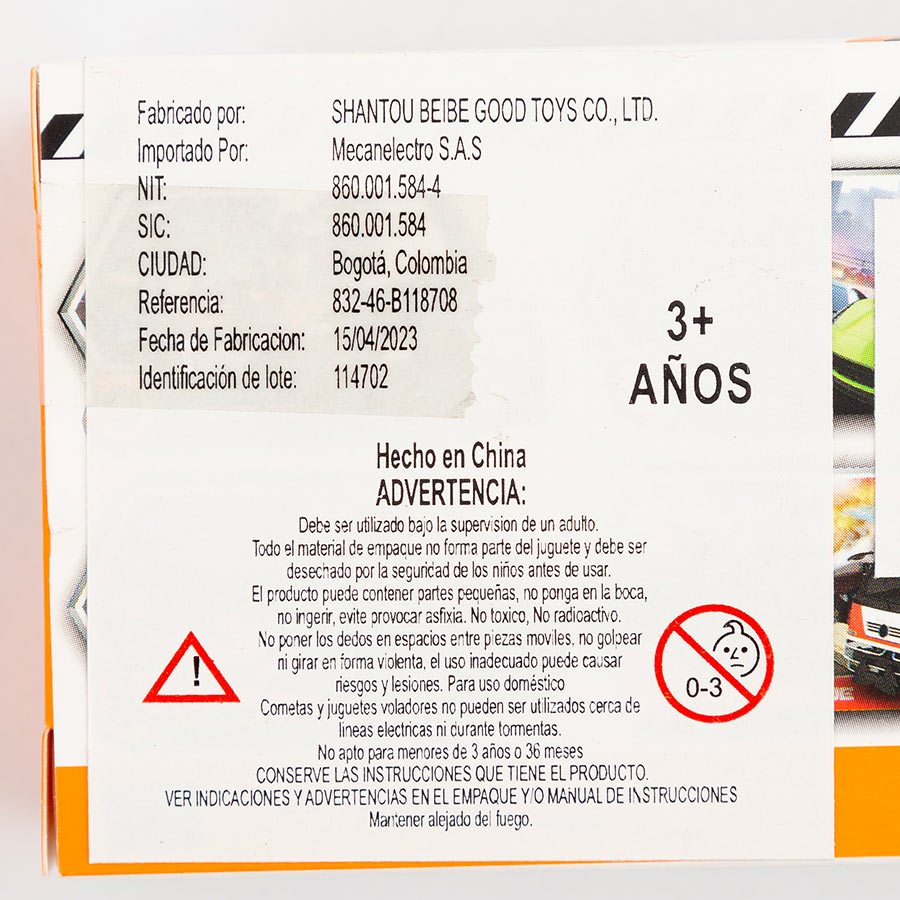 Fabricado por: SHANTOU BEIBE GOOD TOYS CO., LTD.
Importado Por: Mecanelectro S.A.S
NIT: 860.001.584-4
SIC: 860.001.584
CIUDAD: Bogotá, Colombia
Referencia: 832-46-B118708
Fecha de Fabricacion: 15/04/2023
Identificación de lote: 114702
3+
AÑOS
Hecho en China
ADVERTENCIA:
Debe ser utilizado bajo la supervision de un adulto.
Todo el material de empaque no forma parte del juguete y debe ser
desechado por la seguridad de los niños antes de usar.
El producto puede contener partes pequeñas, no ponga en la boca,
no ingerir, evite provocar asfixia. No toxico, No radioactivo.
No poner los dedos en espacios entre piezas moviles, no golpear
ni girar en forma violenta, el uso inadecuado puede causar
riesgos y lesiones. Para uso doméstico
Cometas y juguetes voladores no pueden ser utilizados cerca de
lineas electricas ni durante tormentas.
No apto para menores de 3 años o 36 meses
CONSERVE LAS INSTRUCCIONES QUE TIENE EL PRODUCTO.
VER INDICACIONES Y ADVERTENCIAS EN EL EMPAQUE Y/O MANUAL DE INSTRUCCIONES
Mantener alejado del fuego.
!
0-3